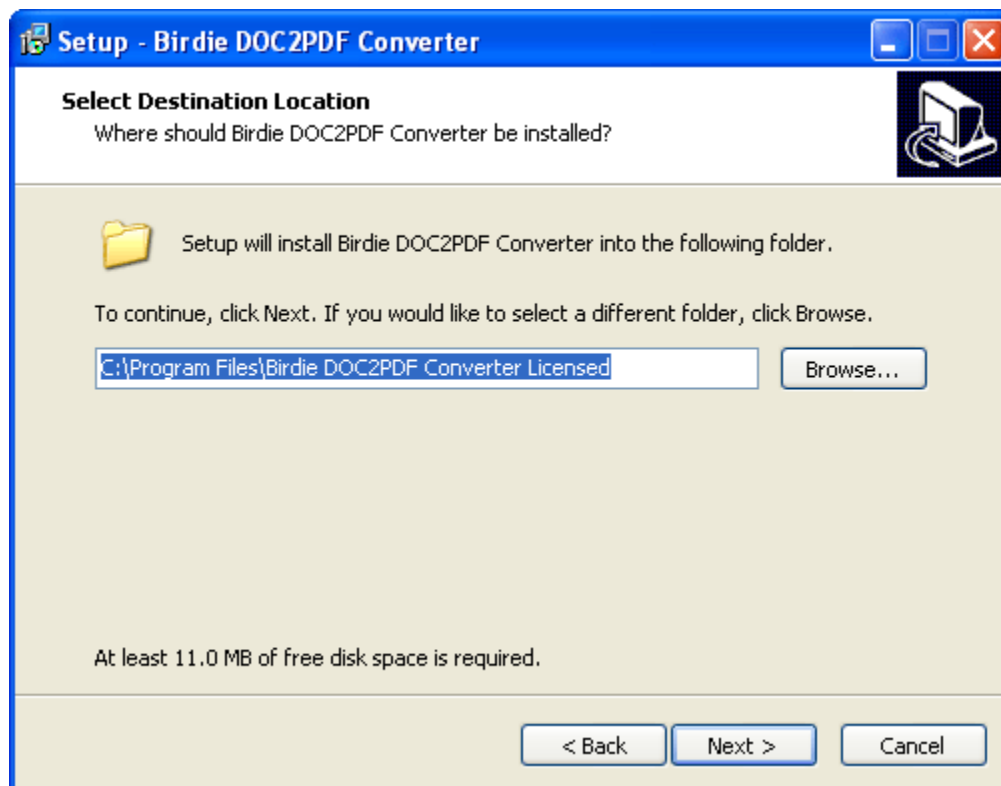 Setup - Birdie DOC2PDF Converter
Select Destination Location
Where should Birdie DOC2PDF Converter be installed?
Setup will install Birdie DOC2PDF Converter into the following folder.
To continue, click Next. If you would like to select a different folder, click Browse.
C:\Program Files\Birdie DOC2PDF Converter Licensed
Browse...
At least 11.0 MB of free disk space is required.
< Back
Next >
Cancel